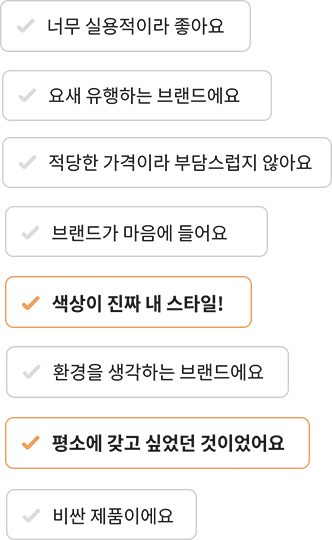 너무 실용적이라 좋아요
요새 유행하는 브랜드에요
적당한 가격이라 부담스럽지 않아요
브랜드가 마음에 들어요
색상이 진짜 내 스타일!
환경을 생각하는 브랜드에요
평소에 갖고 싶었던 것이었어요
비싼 제품이에요